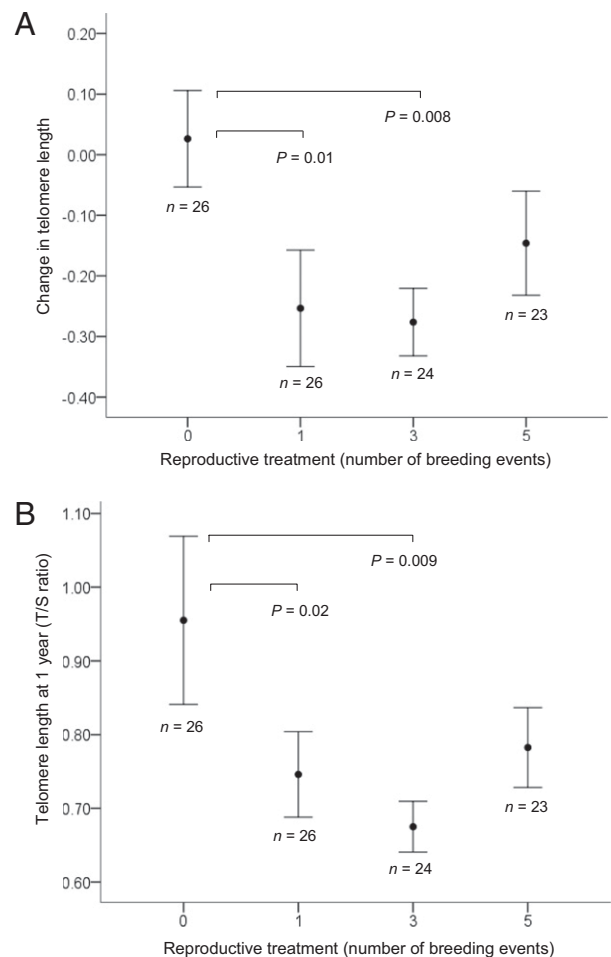 A
0.20
0.10
0.00
-0.10
-0.20
-0.30
-0.40
Change in telomere length
P = 0.008
P = 0.01
n = 26
n = 26
n = 24
n = 23
0 1 3 5
Reproductive treatment (number of breeding events)
B
1.10
1.00
0.90
0.80
0.70
0.60
Telomere length at 1 year (T/S ratio)
P = 0.009
P = 0.02
n = 26
n = 26
n = 24
n = 23
0 1 3 5
Reproductive treatment (number of breeding events)